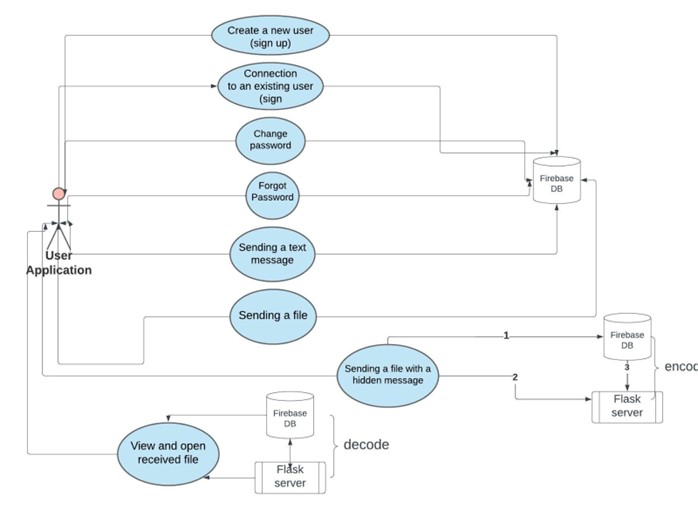 Create a new user
(sign up)
Connection
to an existing user
(sign
Change
password
Firebase
DB
Forgot
Password
User
Application
Sending a text
message
Sending a file
1
Firebase
DB
Sending a file with a
hidden message
2
3
encod
Flask
server
Firebase
DB
View and open
received file
decode
Flask
server